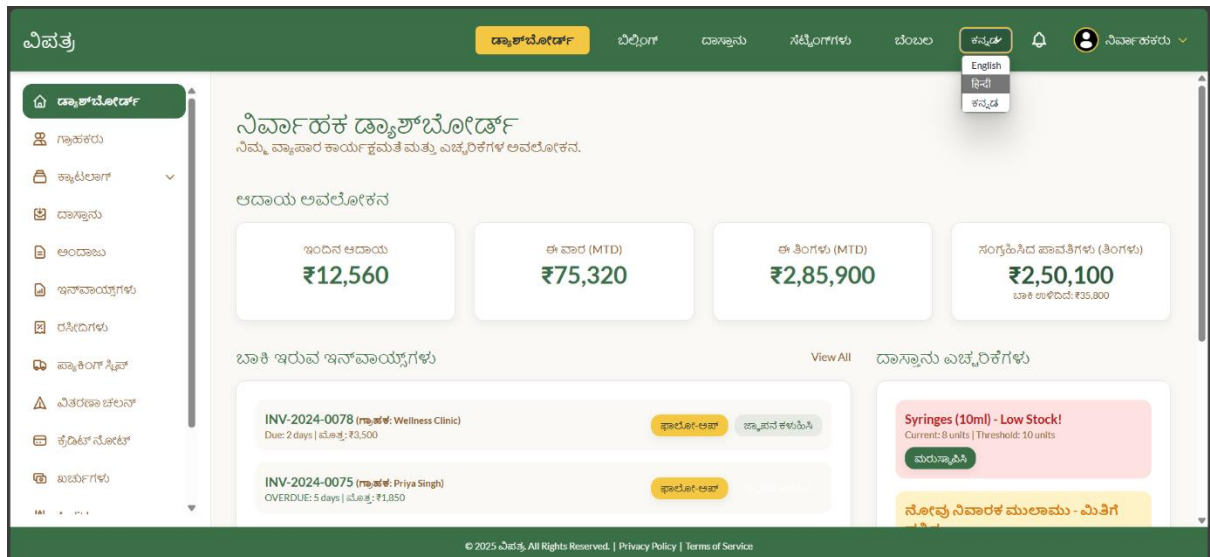 ವಿಪತ್ರ
ಡ್ಯಾಶ್‌ಬೋರ್ಡ್ ಬಿಲ್ಲಿಂಗ್ ದಾಸ್ತಾನು ಸೆಟ್ಟಿಂಗ್‌ಗಳು ಬೆಂಬಲ ಕನ್ನಡ ನಿರ್ವಾಹಕರು
English
हिन्दी
ಕನ್ನಡ
ಡ್ಯಾಶ್‌ಬೋರ್ಡ್
ಗ್ರಾಹಕರು
ಕ್ಯಾಟಲಾಗ್
ದಾಸ್ತಾನು
ಅಂದಾಜು
ಇನ್‌ವಾಯ್ಸ್‌ಗಳು
ರಸೀದಿಗಳು
ಪ್ಯಾಕಿಂಗ್ ಸ್ಲಿಪ್
ವಿತರಣಾ ಚಲನ್
ಕ್ರೆಡಿಟ್ ನೋಟ್
ಖರ್ಚುಗಳು
ನಿರ್ವಾಹಕ ಡ್ಯಾಶ್‌ಬೋರ್ಡ್
ನಿಮ್ಮ ವ್ಯಾಪಾರ ಕಾರ್ಯಕ್ಷಮತೆ ಮತ್ತು ಎಚ್ಚರಿಕೆಗಳ ಅವಲೋಕನ.
ಆದಾಯ ಅವಲೋಕನ
ಇಂದಿನ ಆದಾಯ
₹12,560
ಈ ವಾರ (MTD)
₹75,320
ಈ ತಿಂಗಳು (MTD)
₹2,85,900
ಸಂಗ್ರಹಿಸಿದ ಪಾವತಿಗಳು (ತಿಂಗಳು)
₹2,50,100
ಬಾಕಿ ಉಳಿದಿದೆ: ₹35,800
ಬಾಕಿ ಇರುವ ಇನ್‌ವಾಯ್ಸ್‌ಗಳು View All
INV-2024-0078 (ಗ್ರಾಹಕ: Wellness Clinic)
Due: 2 days | ಮೊತ್ತ: ₹3,500
ಫಾಲೋ-ಅಪ್ ಜ್ಞಾಪನೆ ಕಳುಹಿಸಿ
INV-2024-0075 (ಗ್ರಾಹಕ: Priya Singh)
OVERDUE: 5 days | ಮೊತ್ತ: ₹1,850
ಫಾಲೋ-ಅಪ್
ದಾಸ್ತಾನು ಎಚ್ಚರಿಕೆಗಳು
Syringes (10ml) - Low Stock!
Current: 8 units | Threshold: 10 units
ಮರುಸ್ಥಾಪಿಸಿ
ನೋವು ನಿವಾರಕ ಮುಲಾಮು - ಮಿತಿಗೆ
© 2025 ವಿಪತ್ರ. All Rights Reserved. | Privacy Policy | Terms of Service